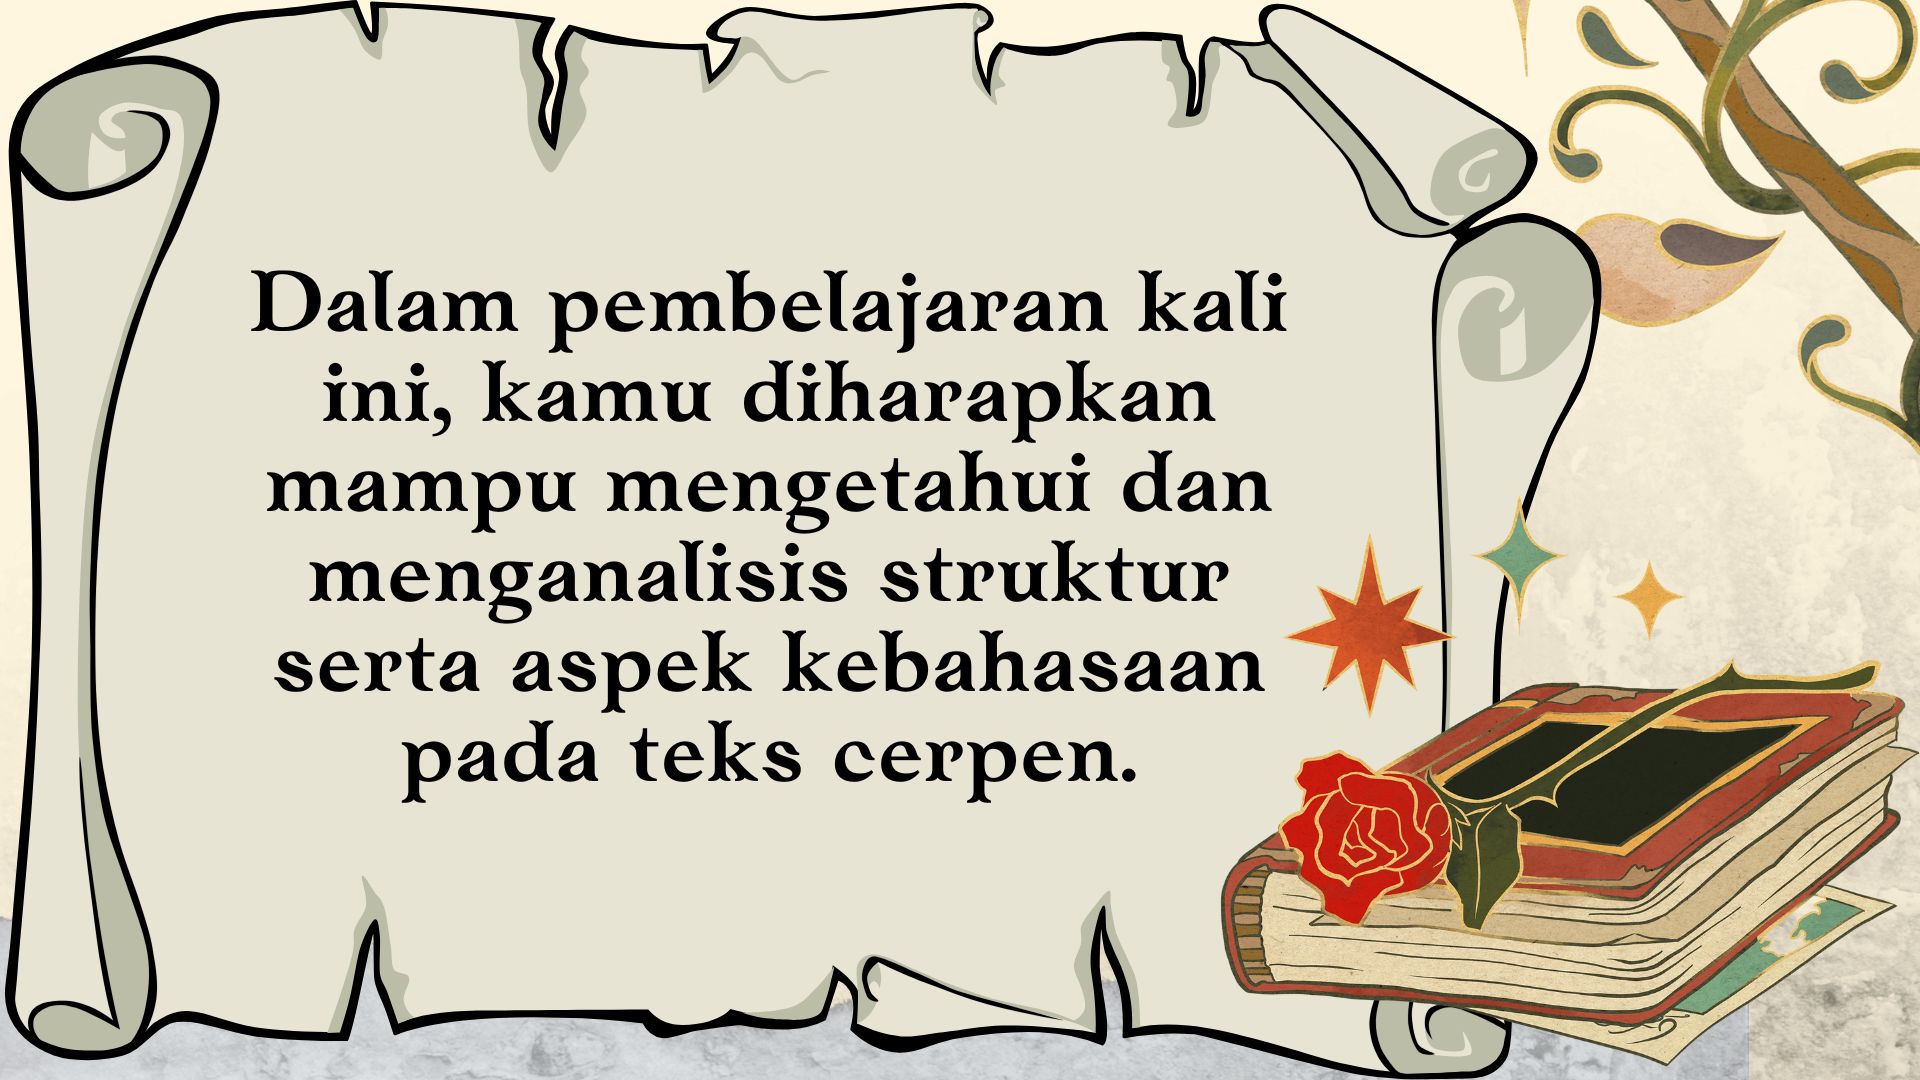 Dalam pembelajaran kali
ini, kamu diharapkan
mampu mengetahui dan
menganalisis struktur
serta aspek kebahasaan
pada teks cerpen.